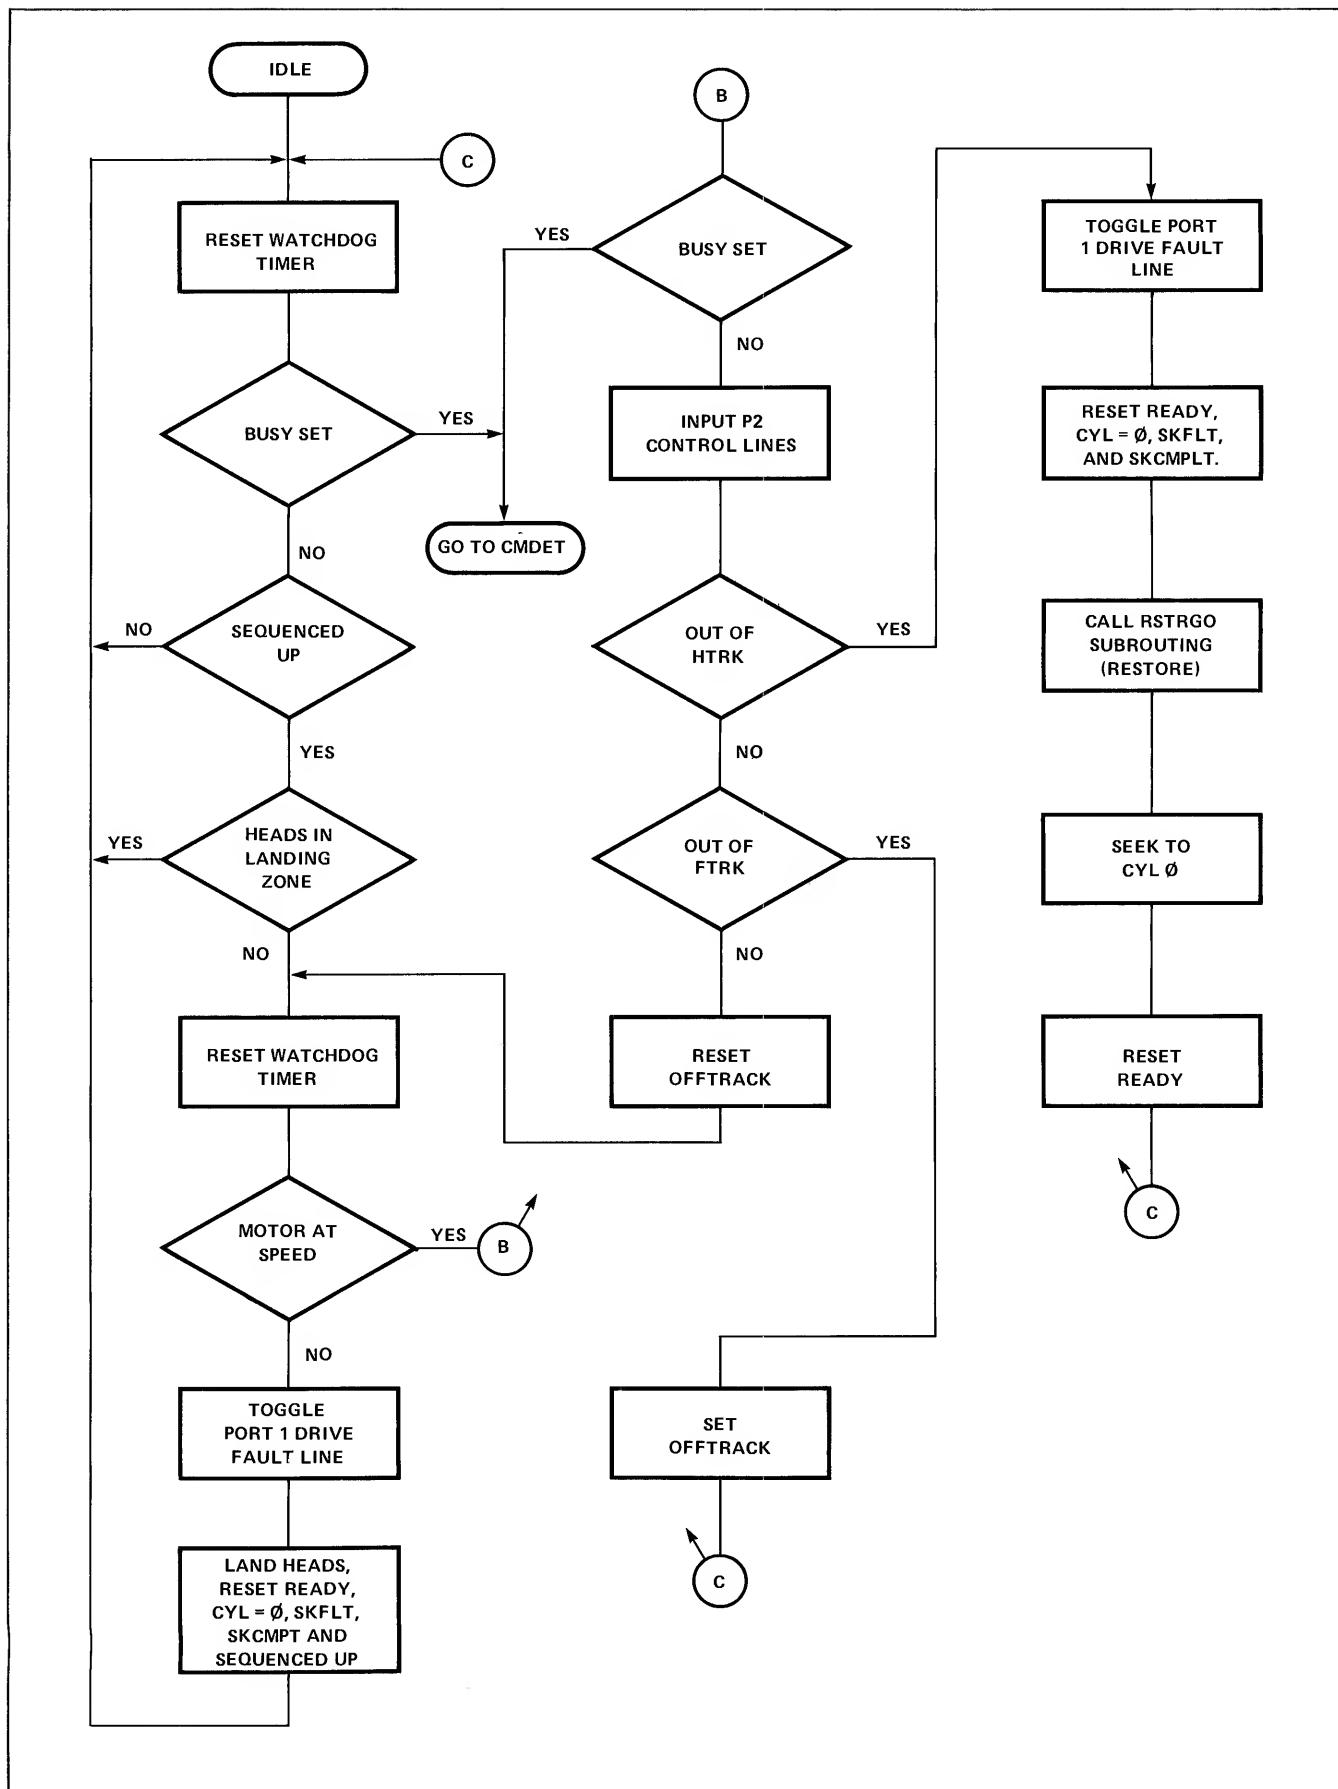 IDLE
C
RESET WATCHDOG
TIMER
BUSY SET
YES
NO
GO TO CMDET
SEQUENCED
UP
NO
YES
HEADS IN
LANDING
ZONE
YES
NO
RESET WATCHDOG
TIMER
MOTOR AT
SPEED
YES
B
NO
TOGGLE
PORT 1 DRIVE
FAULT LINE
LAND HEADS,
RESET READY,
CYL = Ø, SKFLT,
SKCMPT AND
SEQUENCED UP
B
BUSY SET
YES
NO
INPUT P2
CONTROL LINES
OUT OF
HTRK
YES
NO
OUT OF
FTRK
YES
NO
RESET
OFFTRACK
SET
OFFTRACK
C
TOGGLE PORT
1 DRIVE FAULT
LINE
RESET READY,
CYL = Ø, SKFLT,
AND SKCMPLT.
CALL RSTRGO
SUBROUTING
(RESTORE)
SEEK TO
CYL Ø
RESET
READY
C